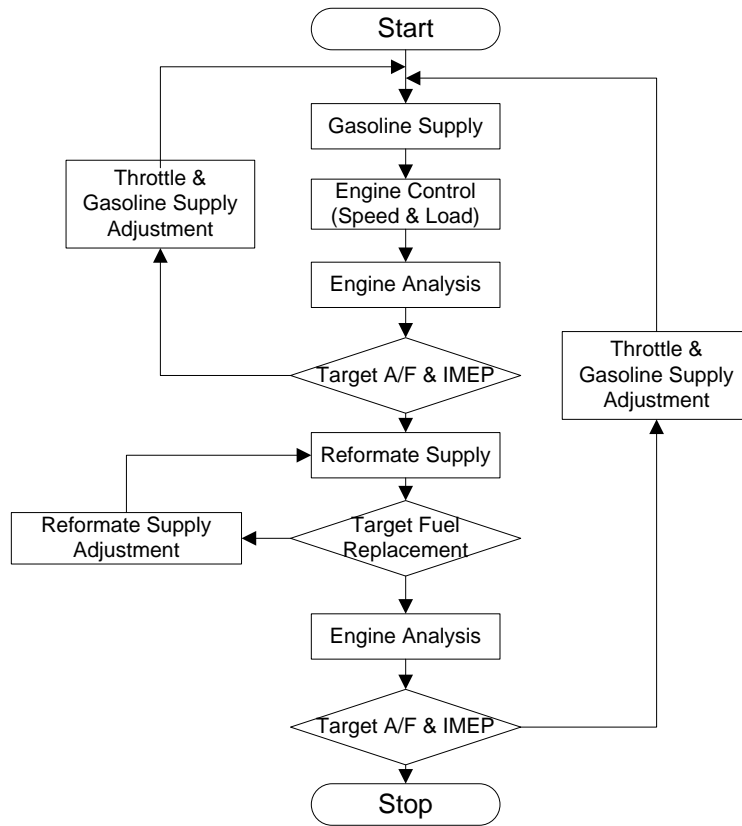 Start
Gasoline Supply
Throttle &
Gasoline Supply
Adjustment
Engine Control
(Speed & Load)
Engine Analysis
Target A/F & IMEP
Throttle &
Gasoline Supply
Adjustment
Reformate Supply
Reformate Supply
Adjustment
Target Fuel
Replacement
Engine Analysis
Target A/F & IMEP
Stop